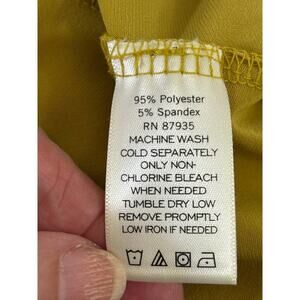 95% Polyester
5% Spandex
RN 87935
MACHINE WASH
COLD SEPARATELY
ONLY NON-
CHLORINE BLEACH
WHEN NEEDED
TUMBLE DRY LOW
REMOVE PROMPTLY
LOW IRON IF NEEDED